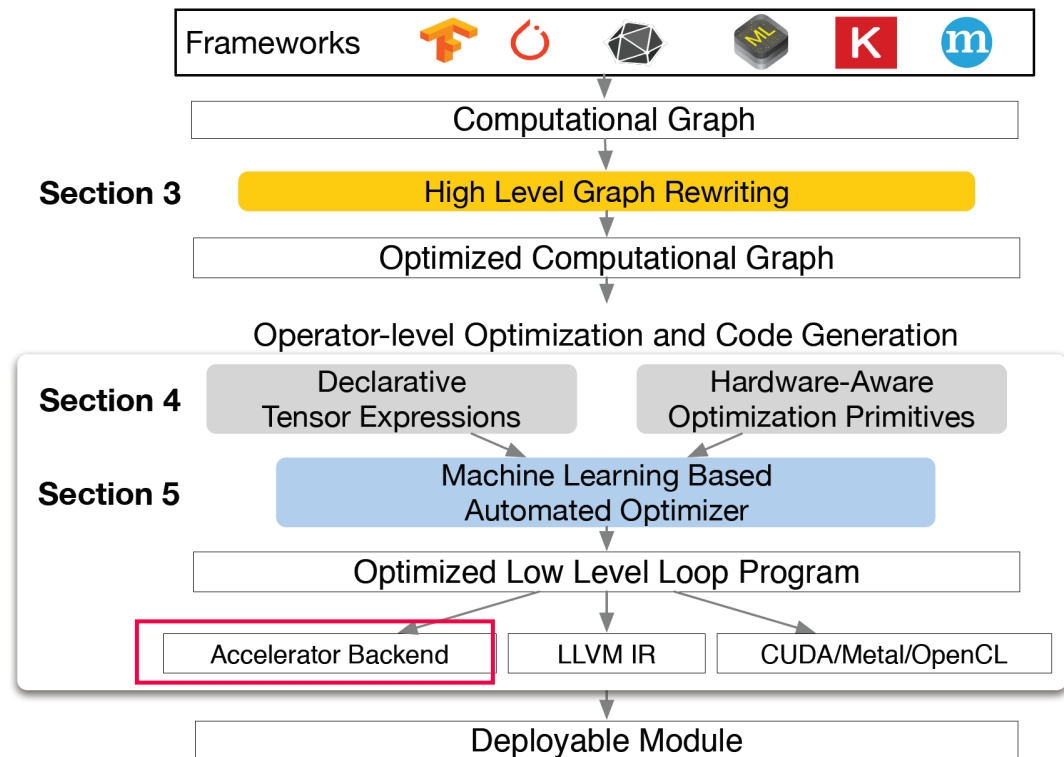 Frameworks
ML
K
m
Computational Graph
Section 3
High Level Graph Rewriting
Optimized Computational Graph
Operator-level Optimization and Code Generation
Section 4
Declarative
Tensor Expressions
Hardware-Aware
Optimization Primitives
Section 5
Machine Learning Based
Automated Optimizer
Optimized Low Level Loop Program
Accelerator Backend
LLVM IR
CUDA/Metal/OpenCL
Deployable Module